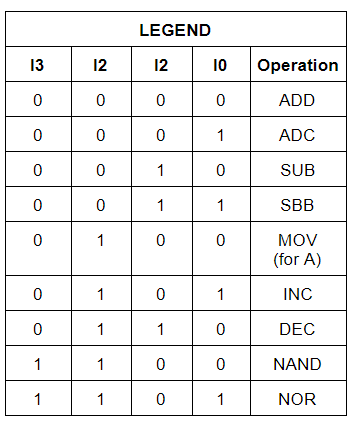 LEGEND
I3 I2 I2 I0 Operation
0 0 0 0 ADD
0 0 0 1 ADC
0 0 1 0 SUB
0 0 1 1 SBB
0 1 0 0 MOV
(for A)
0 1 0 1 INC
0 1 1 0 DEC
1 1 0 0 NAND
1 1 0 1 NOR